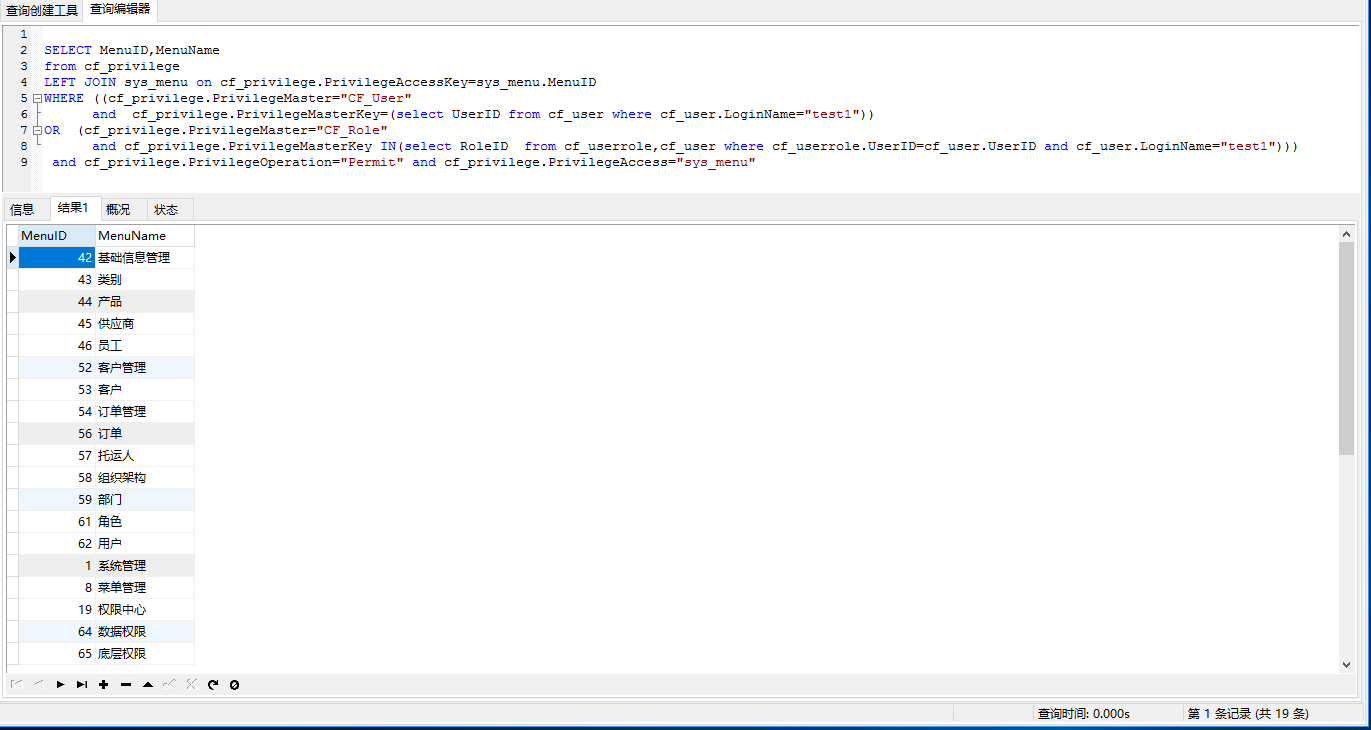 查询创建工具 查询编辑器
1
2 SELECT MenuID,MenuName
3 from cf_privilege
4 LEFT JOIN sys_menu on cf_privilege.PrivilegeAccessKey=sys_menu.MenuID
5 WHERE ((cf_privilege.PrivilegeMaster="CF_User"
6 and cf_privilege.PrivilegeMasterKey=(select UserID from cf_user where cf_user.LoginName="test1"))
7 OR (cf_privilege.PrivilegeMaster="CF_Role"
8 and cf_privilege.PrivilegeMasterKey IN(select RoleID from cf_userrole,cf_user where cf_userrole.UserID=cf_user.UserID and cf_user.LoginName="test1")))
9 and cf_privilege.PrivilegeOperation="Permit" and cf_privilege.PrivilegeAccess="sys_menu"
信息 结果1 概况 状态
MenuID MenuName
42 基础信息管理
43 类别
44 产品
45 供应商
46 员工
52 客户管理
53 客户
54 订单管理
56 订单
57 托运人
58 组织架构
59 部门
61 角色
62 用户
1 系统管理
8 菜单管理
19 权限中心
64 数据权限
65 底层权限
查询时间: 0.000s 第 1 条记录 (共 19 条)